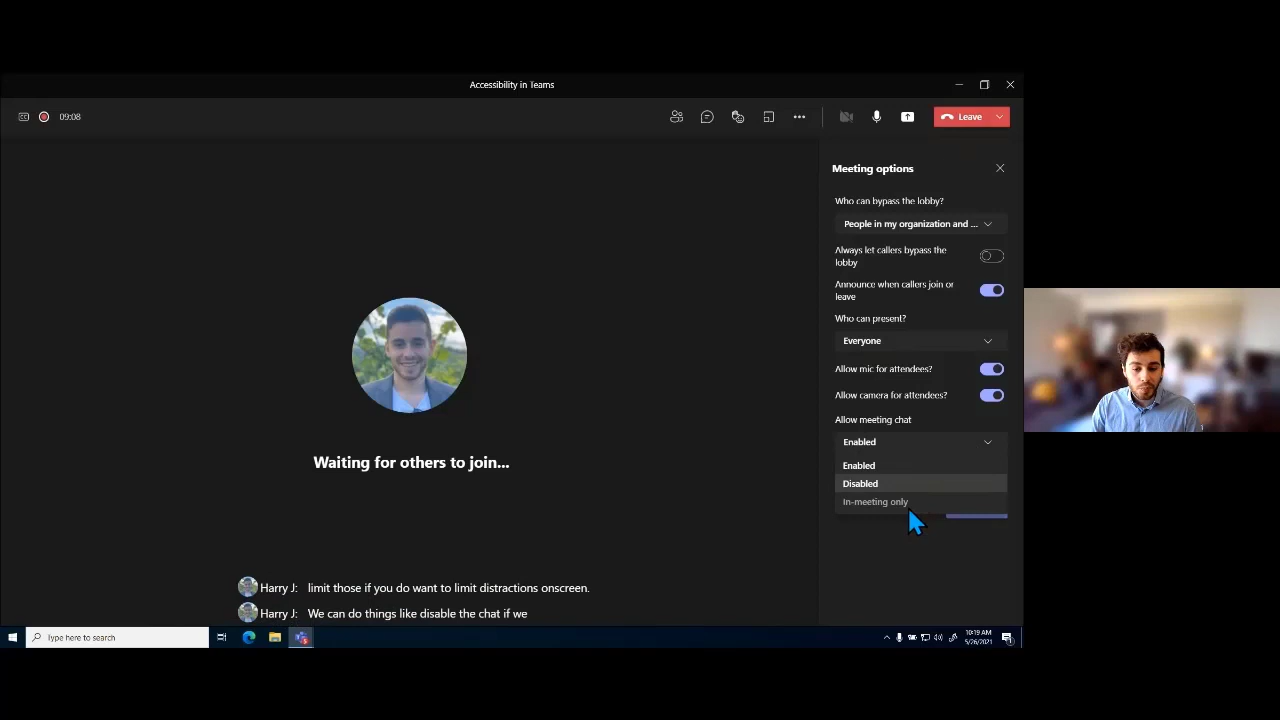 Accessibility in Teams
CC
09:08
Leave
Meeting options
Who can bypass the lobby?
People in my organization and ...
Always let callers bypass the
lobby
Announce when callers join or
leave
Who can present?
Everyone
Allow mic for attendees?
Allow camera for attendees?
Allow meeting chat
Enabled
Enabled
Disabled
In-meeting only
Waiting for others to join...
Harry J: limit those if you do want to limit distractions onscreen.
Harry J: We can do things like disable the chat if we
Type here to search
10:19 AM
5/26/2021